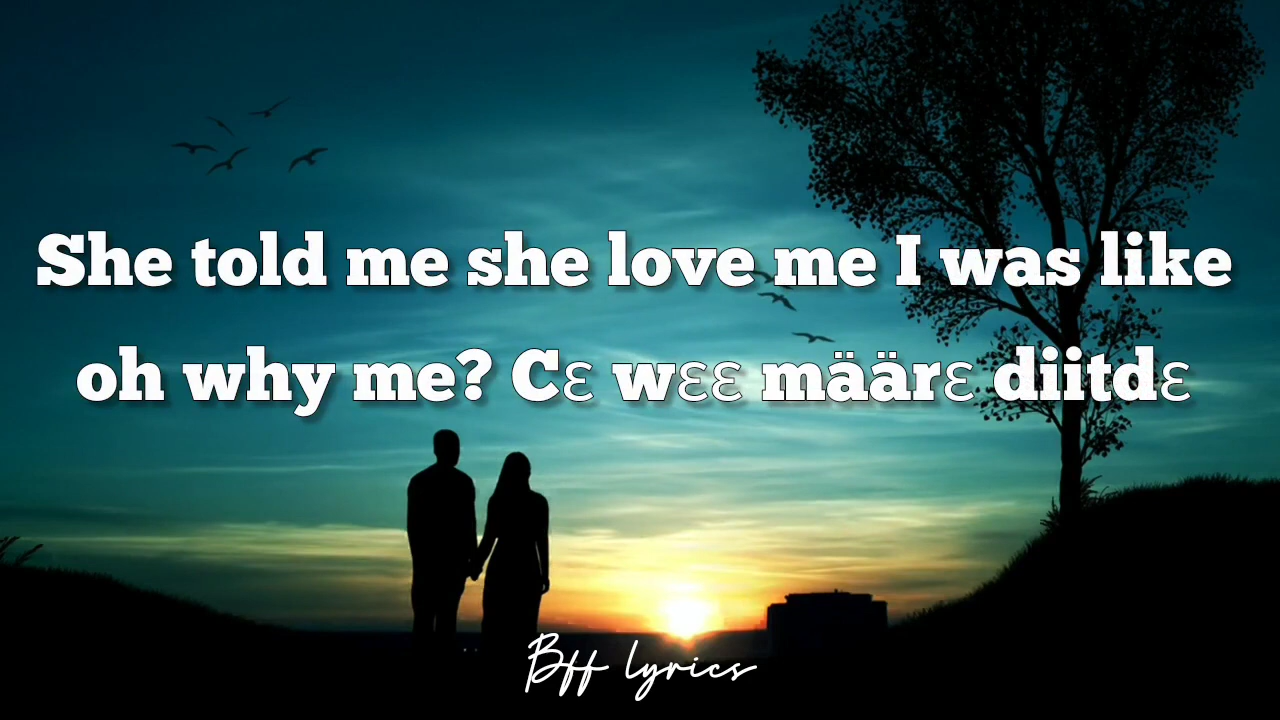 She told me she love me I was like
oh why me? Cɛ wɛɛ määrɛ diitdɛ
Bff lyrics